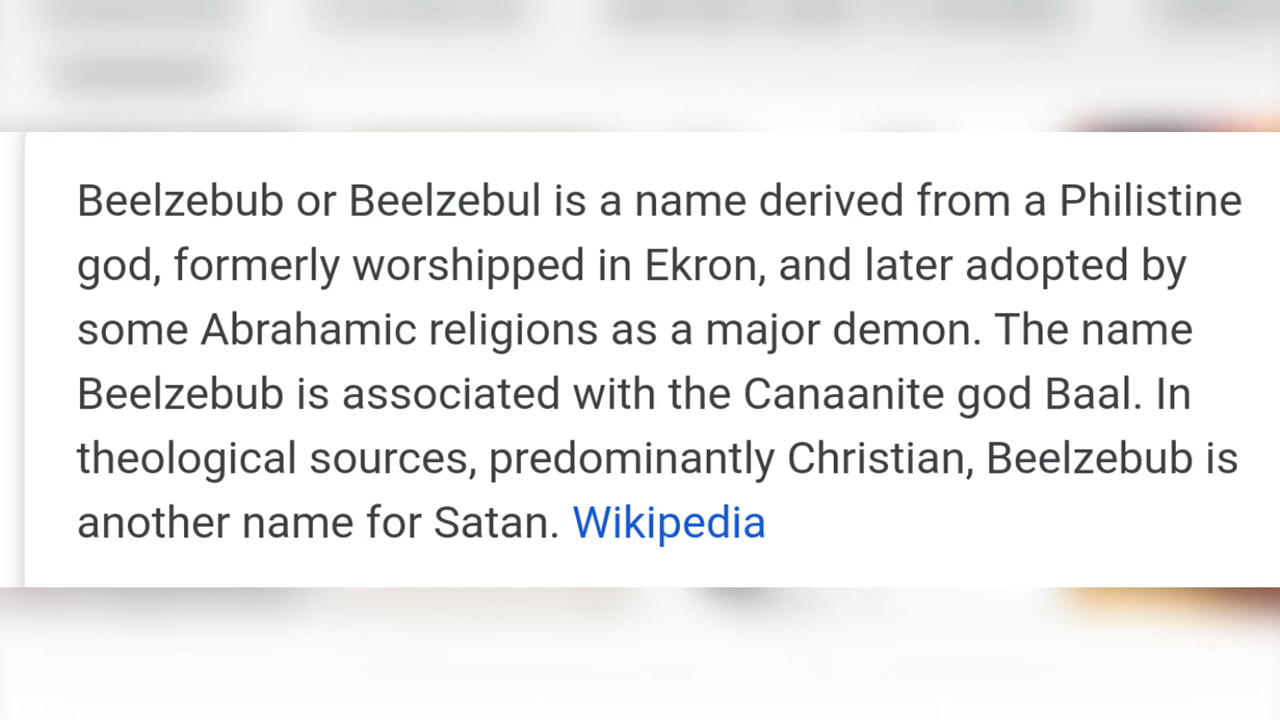 Beelzebub or Beelzebul is a name derived from a Philistine
god, formerly worshipped in Ekron, and later adopted by
some Abrahamic religions as a major demon. The name
Beelzebub is associated with the Canaanite god Baal. In
theological sources, predominantly Christian, Beelzebub is
another name for Satan. Wikipedia